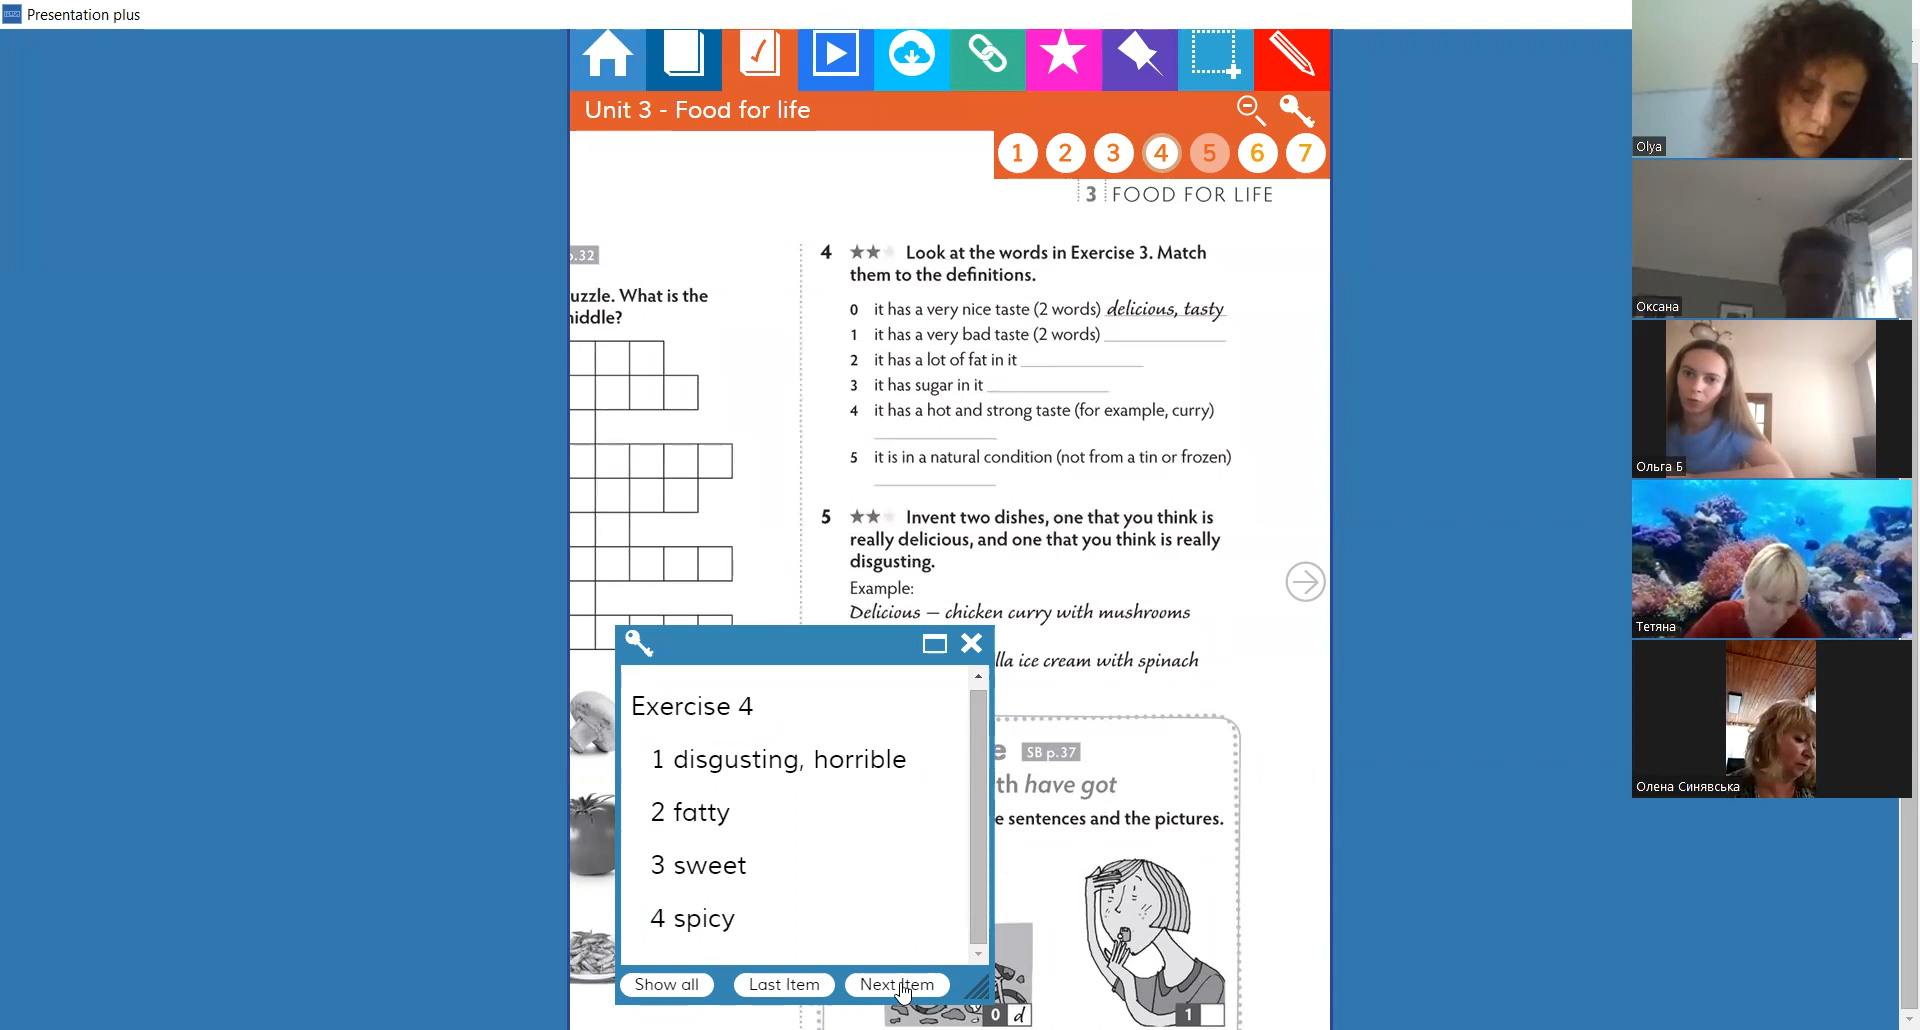 Presentation plus
Unit 3 - Food for life
1 2 3 4 5 6 7
3 FOOD FOR LIFE
p.32
uzzle. What is the
iddle?
4 Look at the words in Exercise 3. Match
them to the definitions.
0 it has a very nice taste (2 words) delicious, tasty
1 it has a very bad taste (2 words)
2 it has a lot of fat in it
3 it has sugar in it
4 it has a hot and strong taste (for example, curry)
5 it is in a natural condition (not from a tin or frozen)
5 Invent two dishes, one that you think is
really delicious, and one that you think is really
disgusting.
Example:
Delicious – chicken curry with mushrooms
lla ice cream with spinach
e SB p.37
th have got
e sentences and the pictures.
0 d
1
Exercise 4
1 disgusting, horrible
2 fatty
3 sweet
4 spicy
Show all
Last Item
Next Item
Olya
Оксана
Ольга Б
Тетяна
Олена Синявська